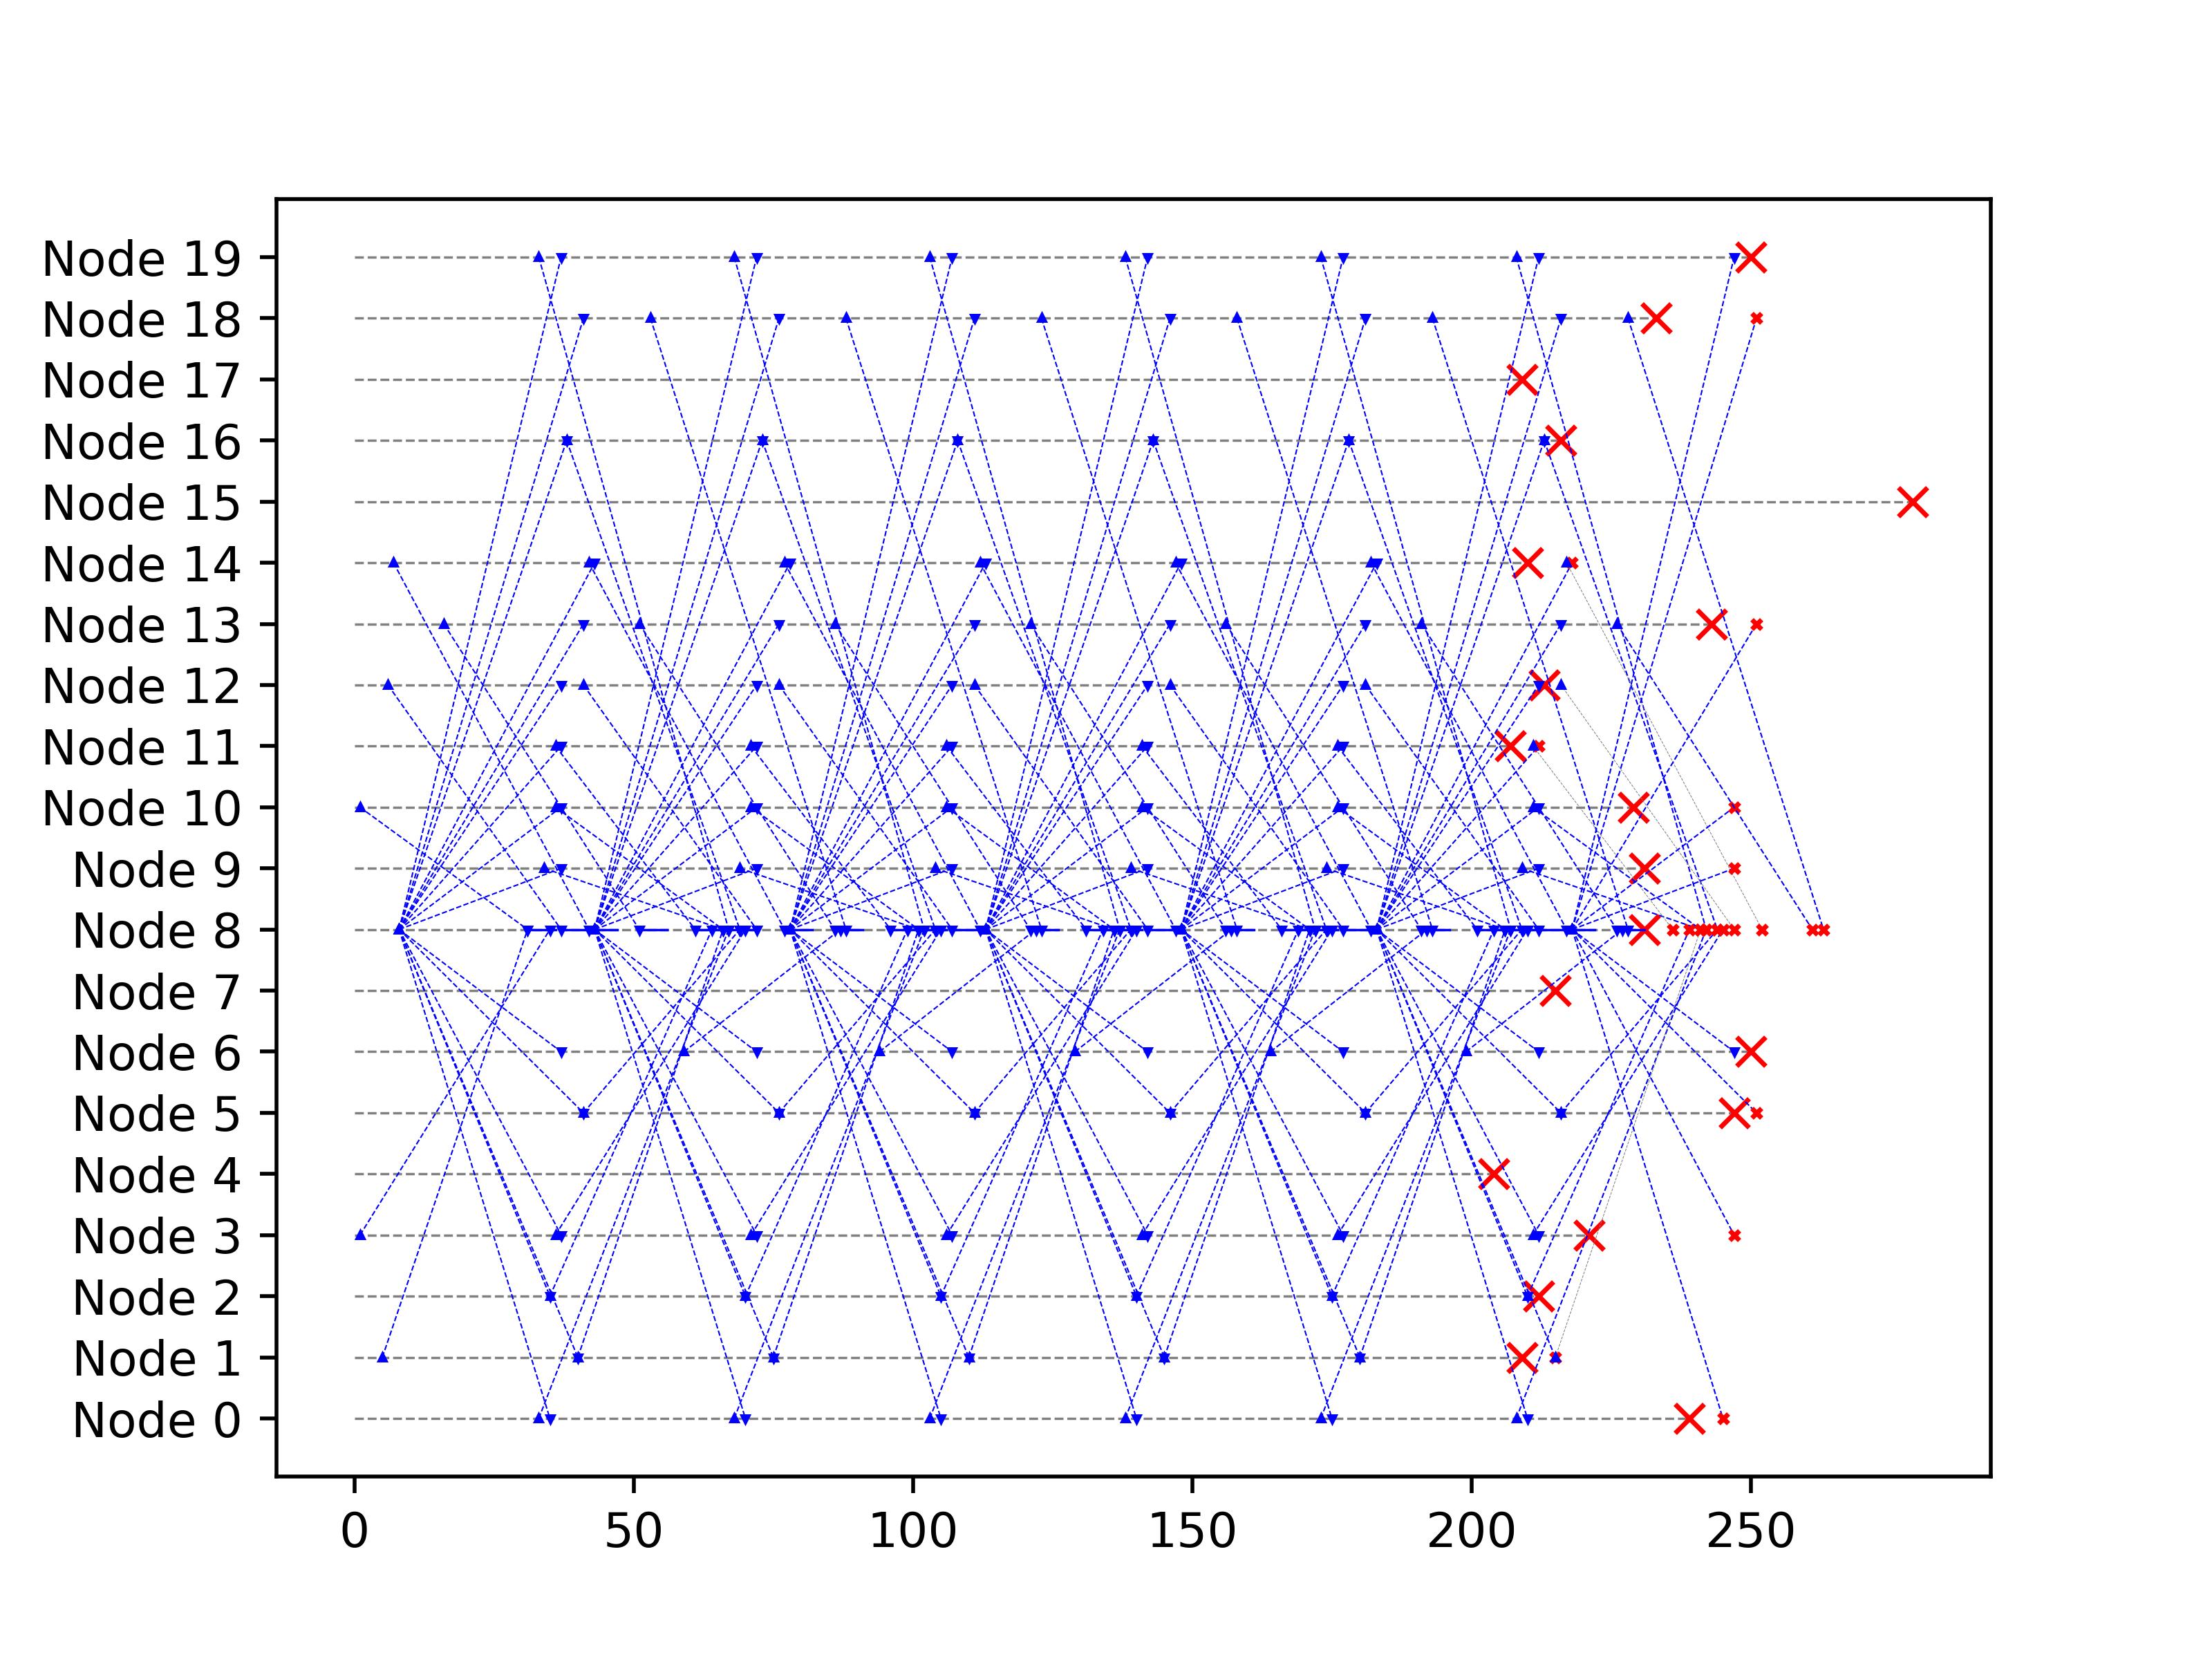 Node 19
Node 18
Node 17
Node 16
Node 15
Node 14
Node 13
Node 12
Node 11
Node 10
Node 9
Node 8
Node 7
Node 6
Node 5
Node 4
Node 3
Node 2
Node 1
Node 0
0 50 100 150 200 250